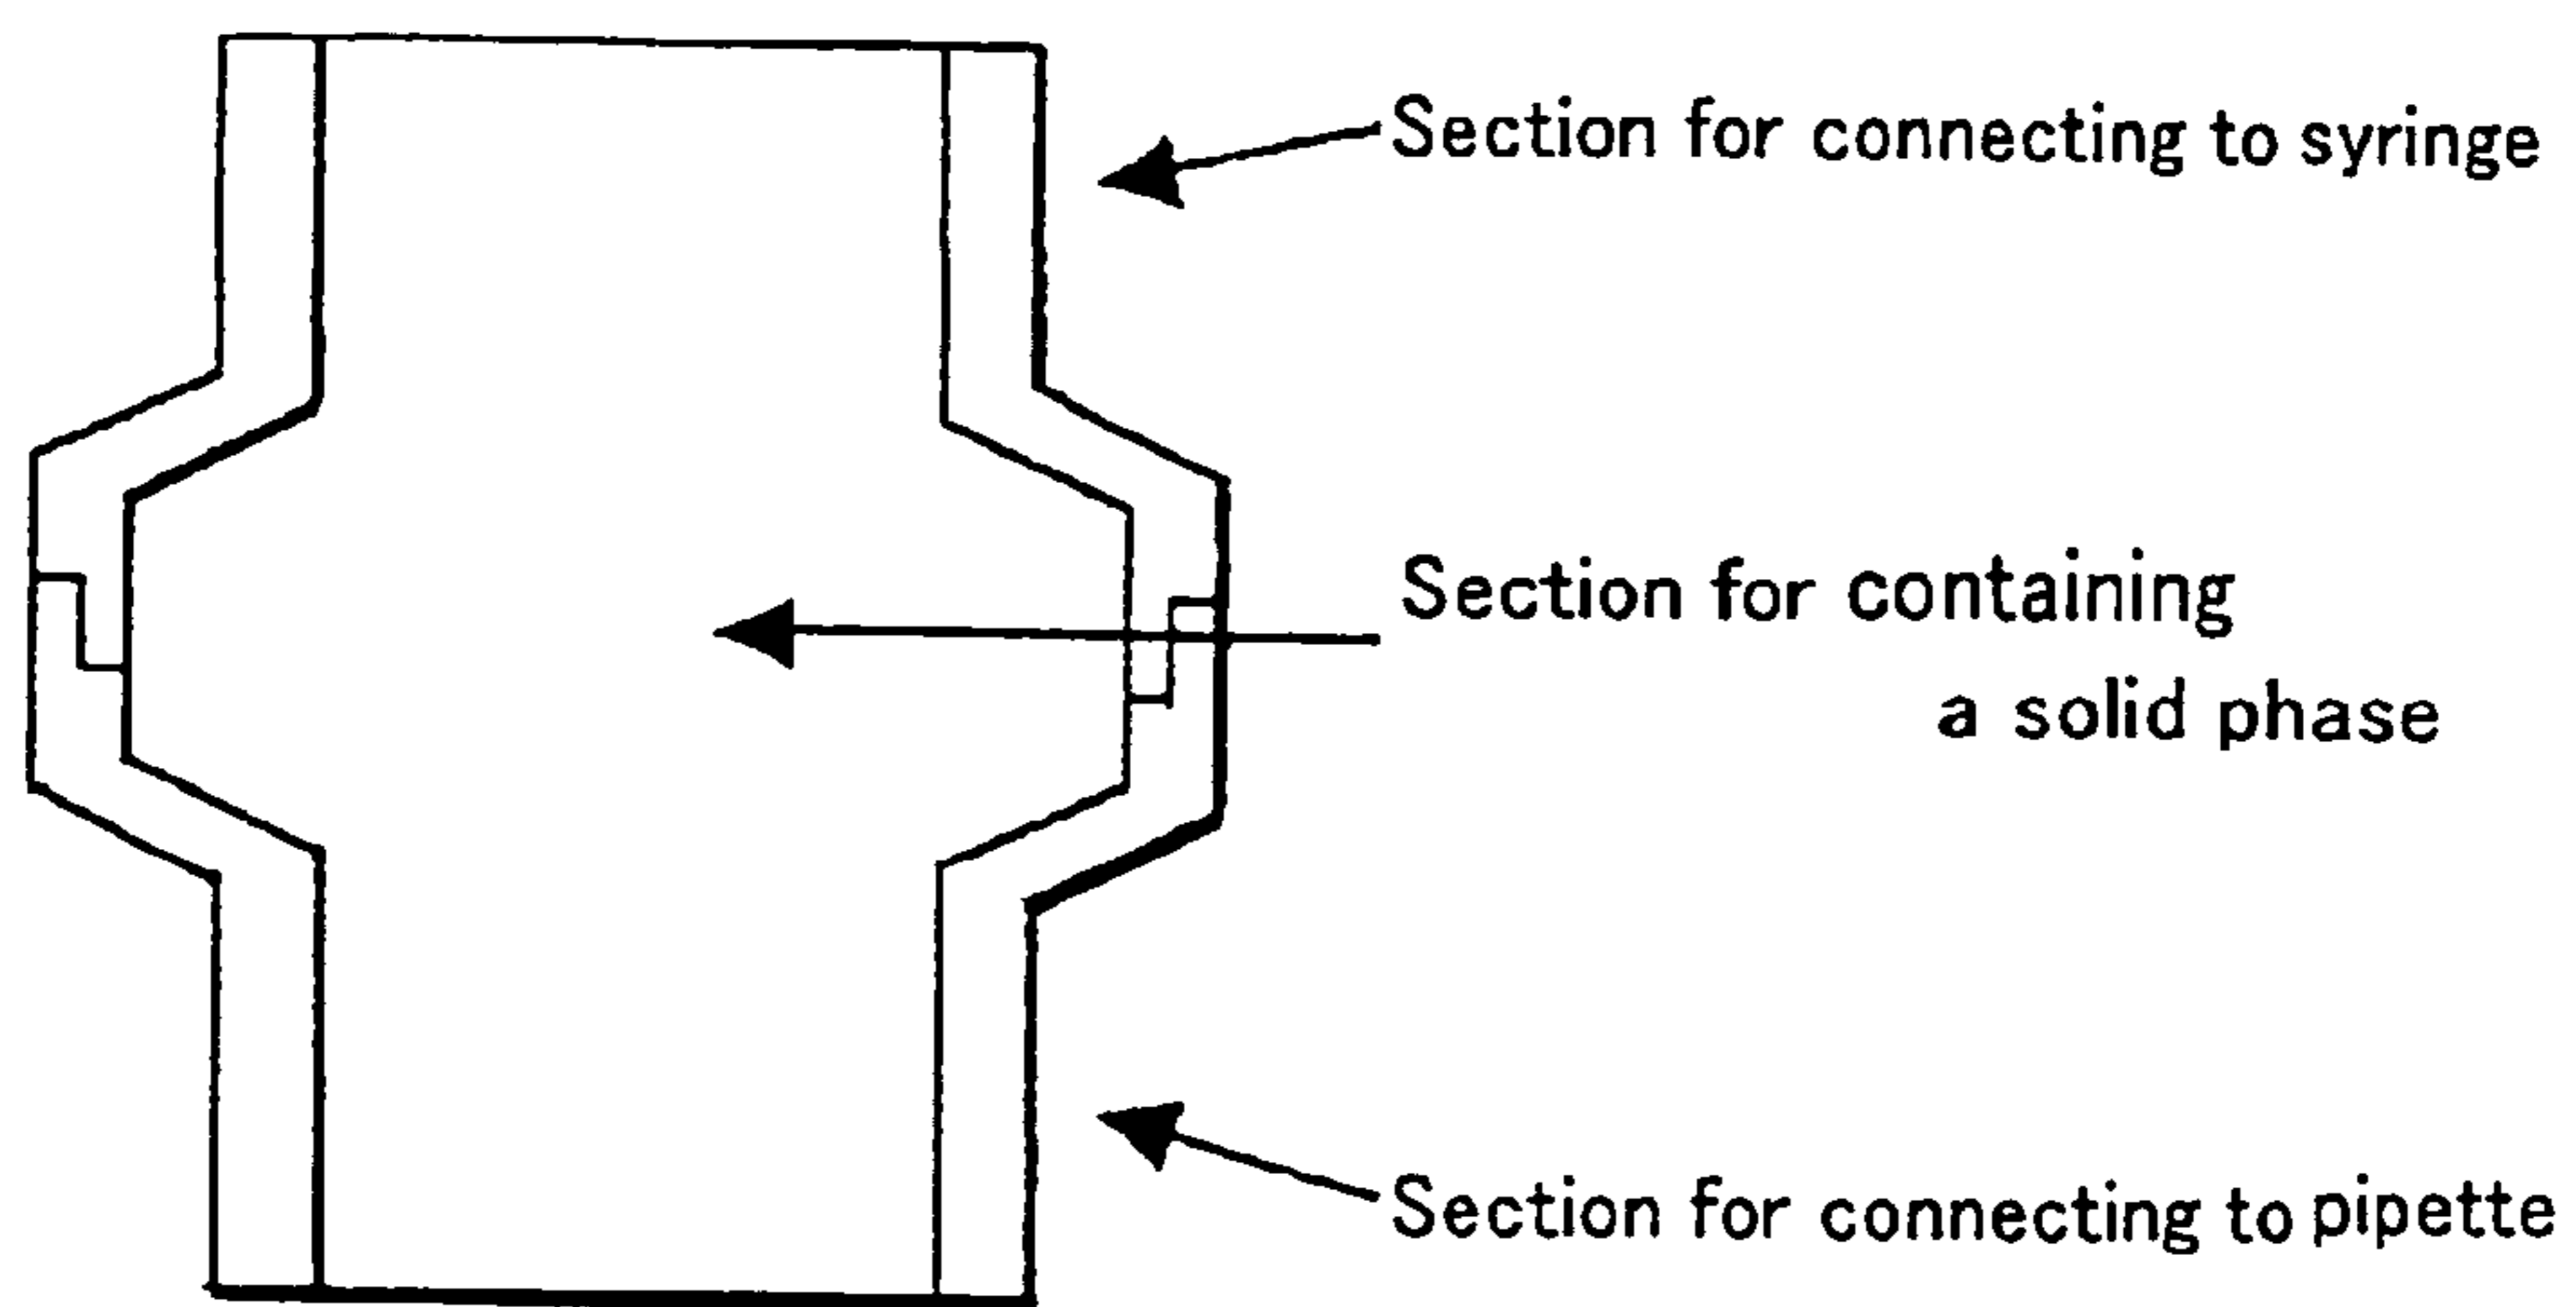 Section for connecting to syringe
Section for containing
a solid phase
Section for connecting to pipette